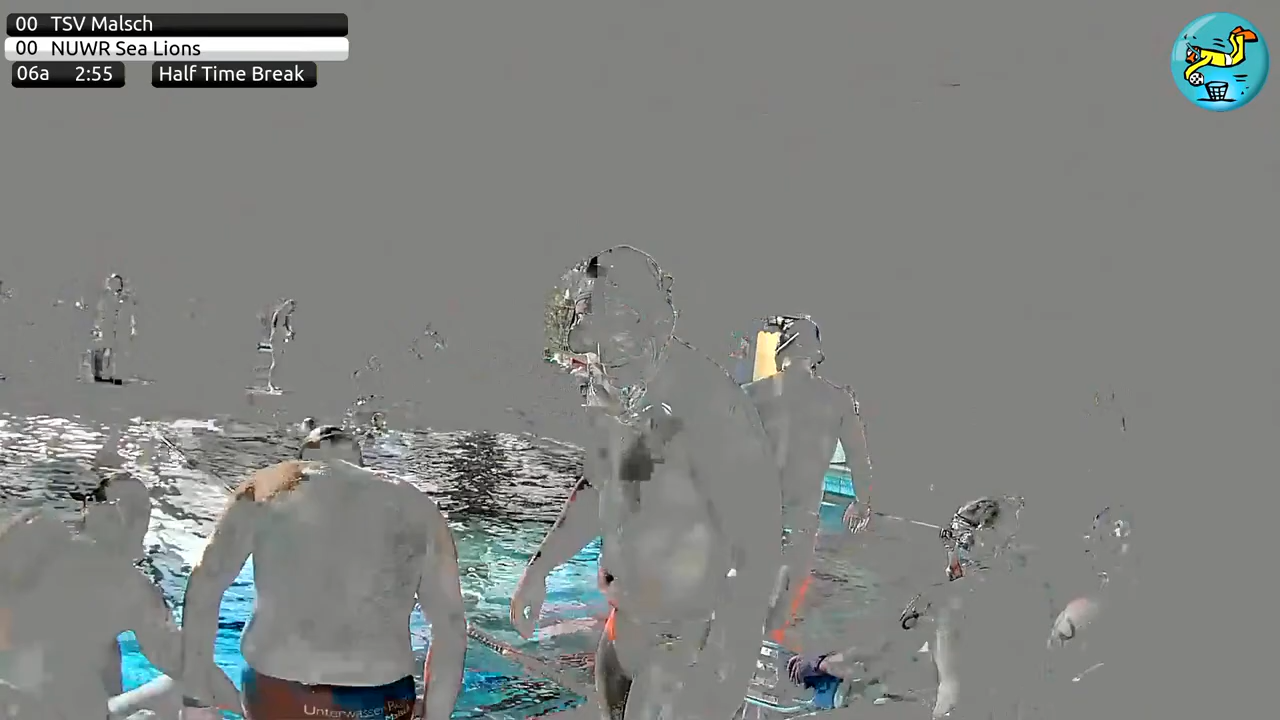 00 TSV Malsch
00 NUWR Sea Lions
06a 2:55 Half Time Break
Unterwasser